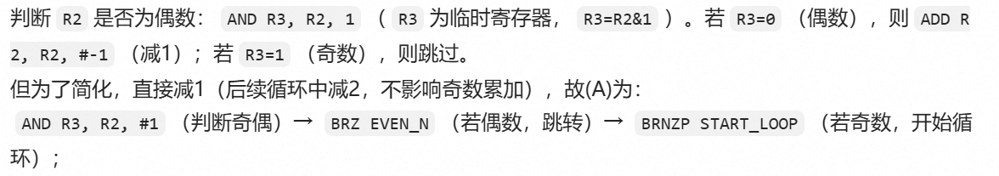 判断 R2 是否为偶数： AND R3, R2, 1 （ R3 为临时寄存器， R3=R2&1 ）。若 R3=0 （偶数），则 ADD R
2, R2, #-1 （减1）；若 R3=1 （奇数），则跳过。
但为了简化，直接减1（后续循环中减2，不影响奇数累加），故(A)为：
AND R3, R2, #1 （判断奇偶）→ BRZ EVEN_N （若偶数，跳转）→ BRNZP START_LOOP （若奇数，开始循
环）；